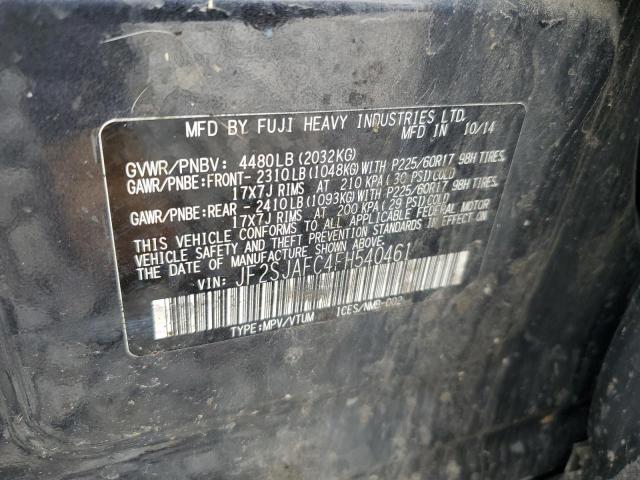 MFD BY FUJI HEAVY INDUSTRIES LTD.
MFD IN 10/14
GVWR/PNBV: 4480LB (2032KG)
GAWR/PNBE:FRONT- 2310LB(1048KG)WITH P225/60R17 98H TIRES,
17X7J RIMS AT 210 KPA(30 PSI)COLD
GAWR/PNBE:REAR - 2410LB(1093KG)WITH P225/60R17 98H TIRES,
17X7J RIMS AT 200 KPA(29 PSI)COLD
THIS VEHICLE CONFORMS TO ALL APPLICABLE FEDERAL MOTOR
VEHICLE SAFETY AND BUMPER STANDARDS IN EFFECT ON
THE DATE OF MANUFACTURE SHOWN ABOVE.
VIN: JF2SJAFC4FH540461
TYPE:MPV/VTUM 1CES/NMB-002